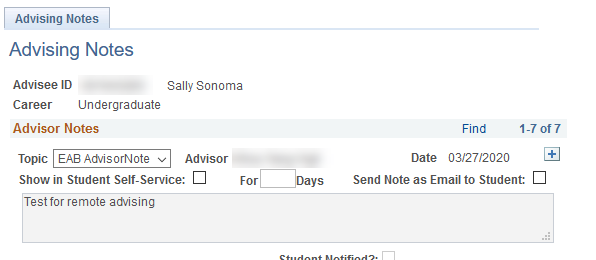 Advising Notes
Advising Notes
Advisee ID Sally Sonoma
Career Undergraduate
Advisor Notes Find 1-7 of 7
Topic EAB AdvisorNote Advisor Date 03/27/2020 +
Show in Student Self-Service: For Days Send Note as Email to Student:
Test for remote advising
Student Notified?: